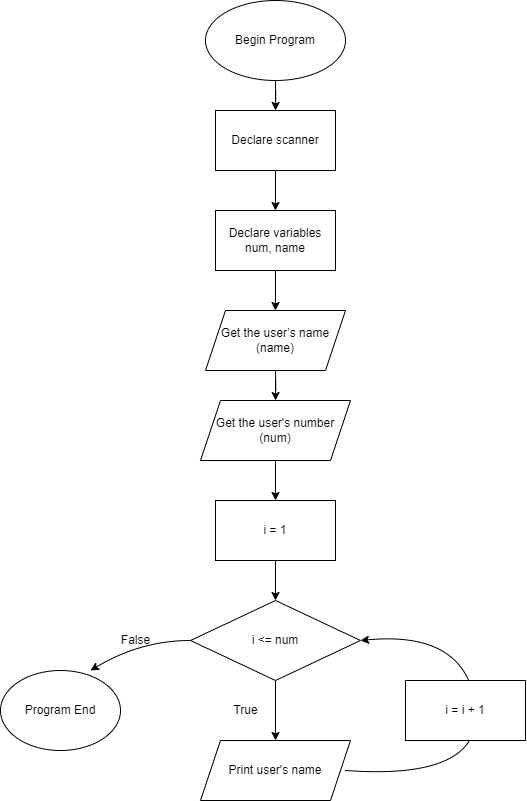 Begin Program
Declare scanner
Declare variables
num, name
Get the user's name
(name)
Get the user's number
(num)
i = 1
i <= num
False
True
Program End
i = i + 1
Print user's name